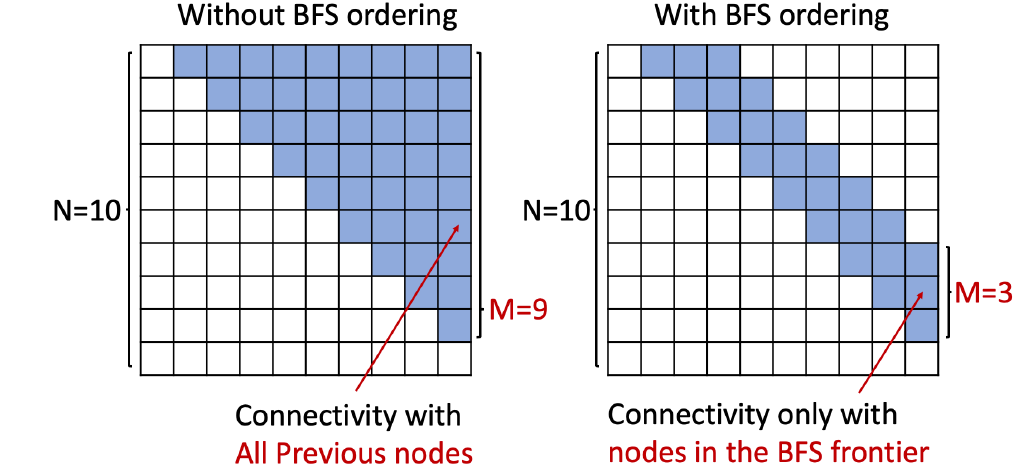 Without BFS ordering
With BFS ordering
N=10
M=9
N=10
M=3
Connectivity with
All Previous nodes
Connectivity only with
nodes in the BFS frontier